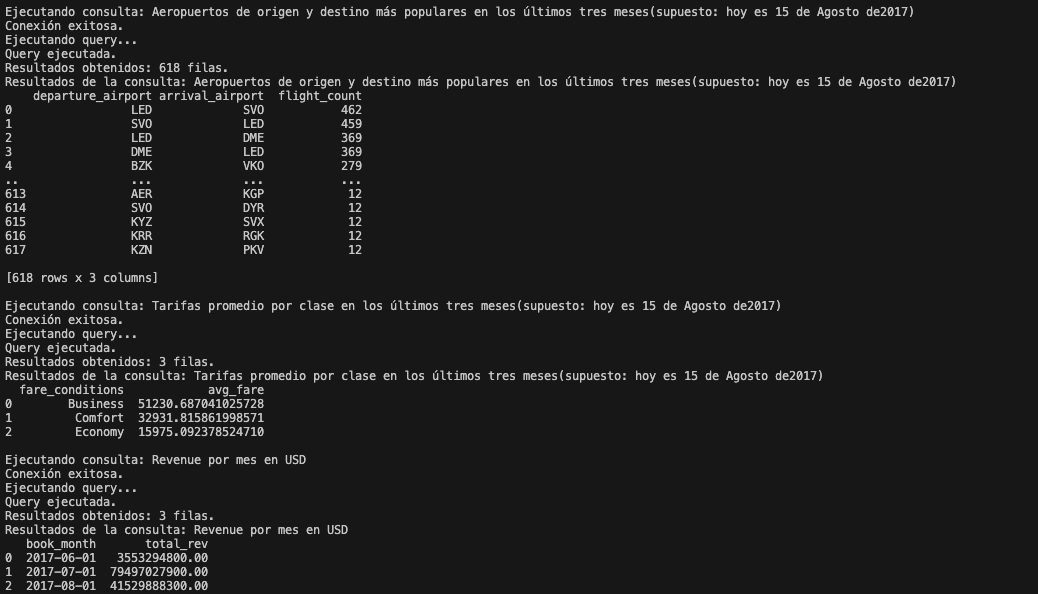 Ejecutando consulta: Aeropuertos de origen y destino más populares en los últimos tres meses(supuesto: hoy es 15 de Agosto de2017)
Conexión exitosa.
Ejecutando query...
Query ejecutada.
Resultados obtenidos: 618 filas.
Resultados de la consulta: Aeropuertos de origen y destino más populares en los últimos tres meses(supuesto: hoy es 15 de Agosto de2017)
    departure_airport arrival_airport  flight_count
0                 LED             SVO           462
1                 SVO             LED           459
2                 LED             DME           369
3                 DME             LED           369
4                 BZK             VKO           279
..                ...             ...           ...
613               AER             KGP            12
614               SVO             DYR            12
615               KYZ             SVX            12
616               KRR             RGK            12
617               KZN             PKV            12
[618 rows x 3 columns]
Ejecutando consulta: Tarifas promedio por clase en los últimos tres meses(supuesto: hoy es 15 de Agosto de2017)
Conexión exitosa.
Ejecutando query...
Query ejecutada.
Resultados obtenidos: 3 filas.
Resultados de la consulta: Tarifas promedio por clase en los últimos tres meses(supuesto: hoy es 15 de Agosto de2017)
  fare_conditions            avg_fare
0        Business  51230.687041025728
1         Comfort  32931.815861998571
2         Economy  15975.092378524710
Ejecutando consulta: Revenue por mes en USD
Conexión exitosa.
Ejecutando query...
Query ejecutada.
Resultados obtenidos: 3 filas.
Resultados de la consulta: Revenue por mes en USD
   book_month       total_rev
0  2017-06-01   3553294800.00
1  2017-07-01  79497027900.00
2  2017-08-01  41529888300.00